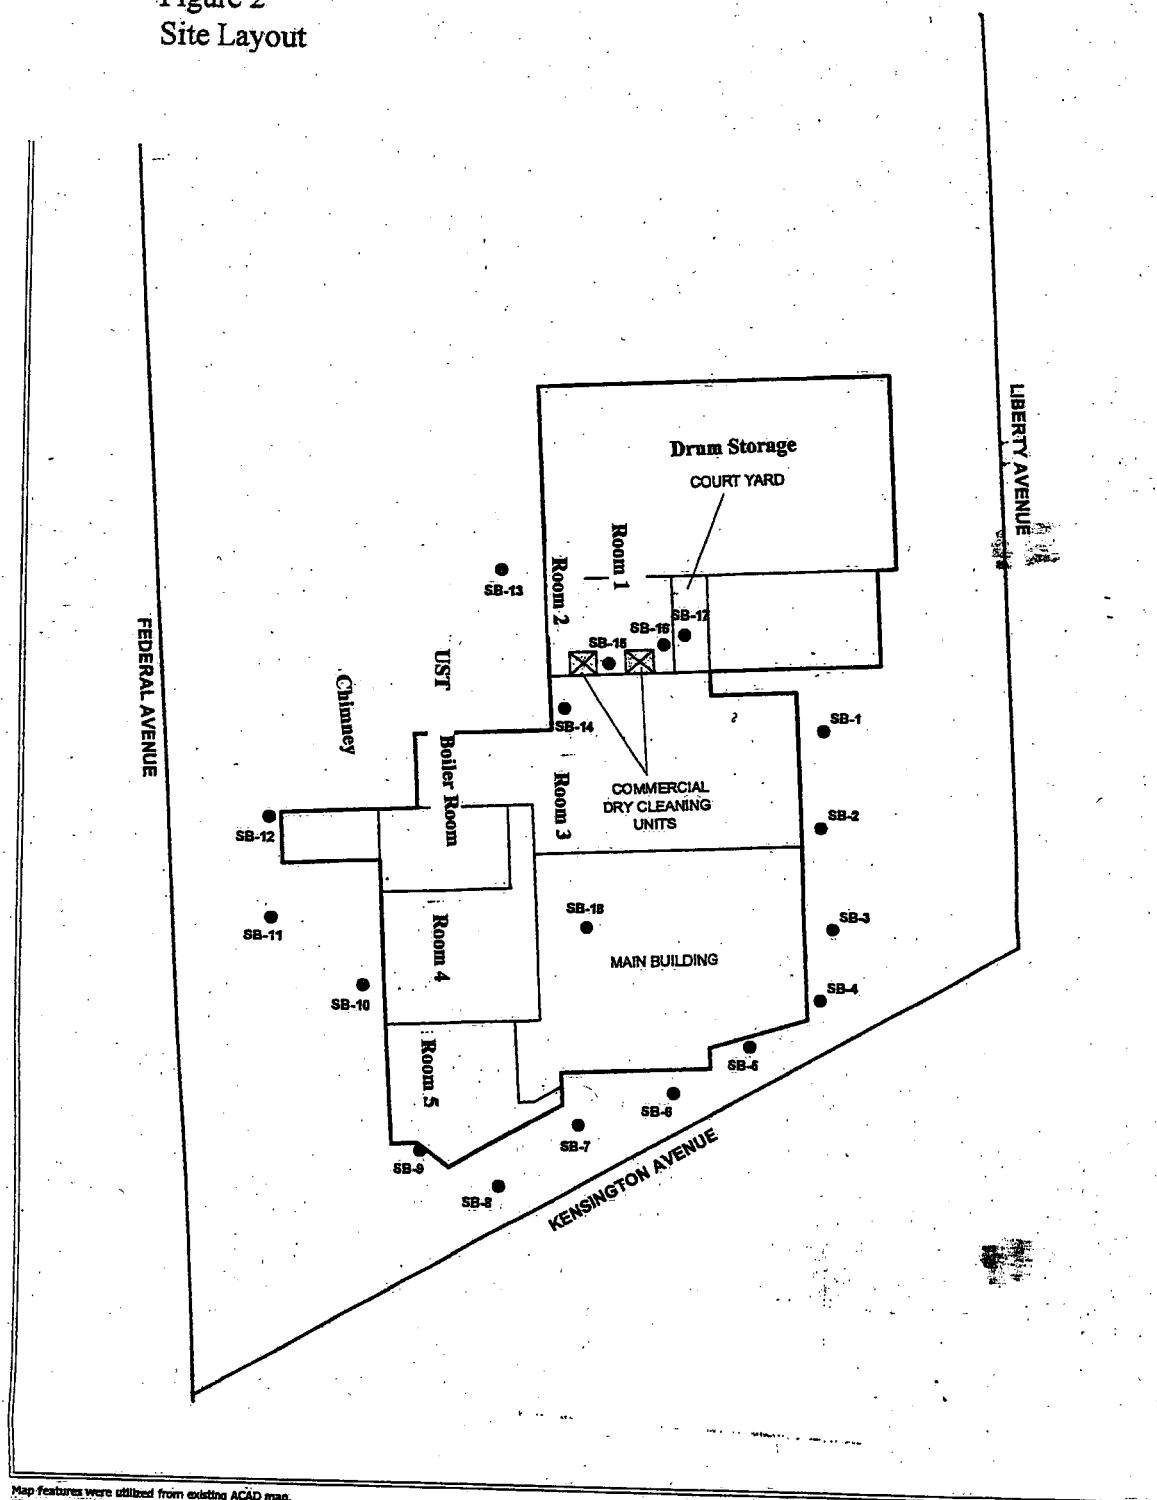 Figure 2
Site Layout
LIBERTY AVENUE
Drum Storage
COURT YARD
Room 1
Room 2
SB-13
SB-17
SB-16
SB-15
FEDERAL AVENUE
UST
Chimney
SB-14
SB-1
Boiler Room
Room 3
COMMERCIAL
DRY CLEANING
UNITS
SB-2
SB-12
SB-18
SB-3
SB-11
Room 4
MAIN BUILDING
SB-4
SB-10
Room 5
SB-5
SB-6
SB-7
SB-9
SB-8
KENSINGTON AVENUE
Map features were utilized from existing ACAD map.